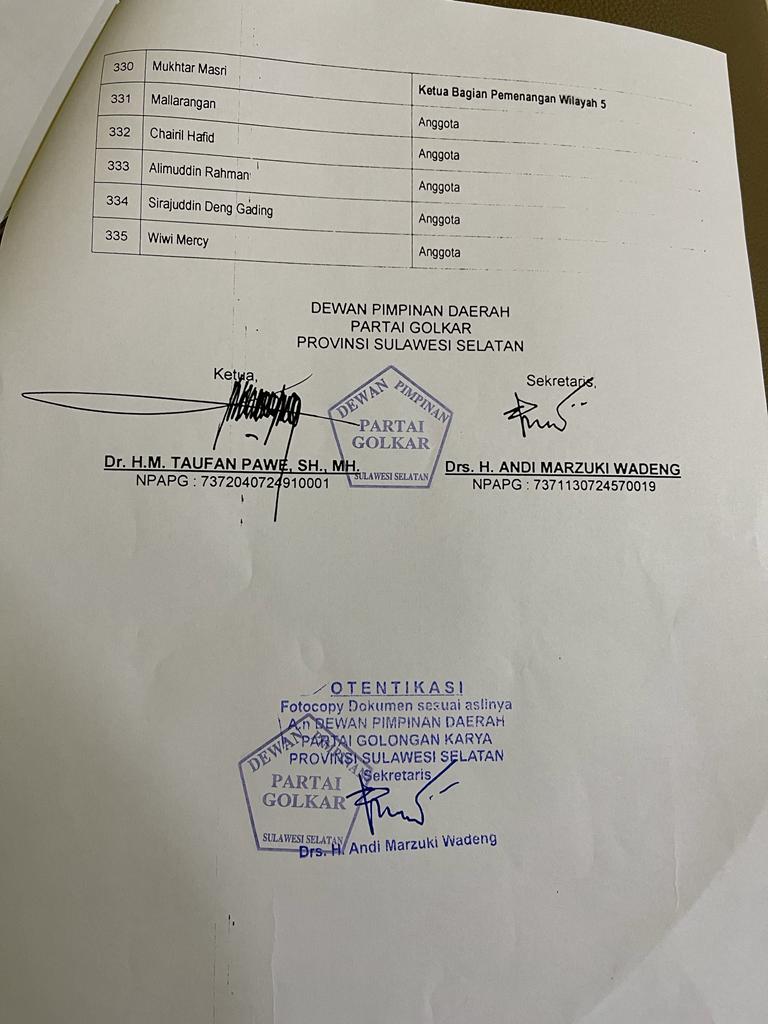 330 Mukhtar Masri Ketua Bagian Pemenangan Wilayah 5
331 Mallarangan Anggota
332 Chairil Hafid Anggota
333 Alimuddin Rahman Anggota
334 Sirajuddin Deng Gading Anggota
335 Wiwi Mercy Anggota
DEWAN PIMPINAN DAERAH
PARTAI GOLKAR
PROVINSI SULAWESI SELATAN
Ketua,
Sekretaris,
DEWAN PIMPINAN
PARTAI
GOLKAR
SULAWESI SELATAN
Dr. H.M. TAUFAN PAWE, SH., MH.
NPAPG : 7372040724910001
Drs. H. ANDI MARZUKI WADENG
NPAPG : 7371130724570019
OTENTIKASI
Fotocopy Dokumen sesuai aslinya
A.n DEWAN PIMPINAN DAERAH
PARTAI GOLONGAN KARYA
PROVINSI SULAWESI SELATAN
Sekretaris
DEWAN PIMPINAN
PARTAI
GOLKAR
SULAWESI SELATAN
Drs. H. Andi Marzuki Wadeng